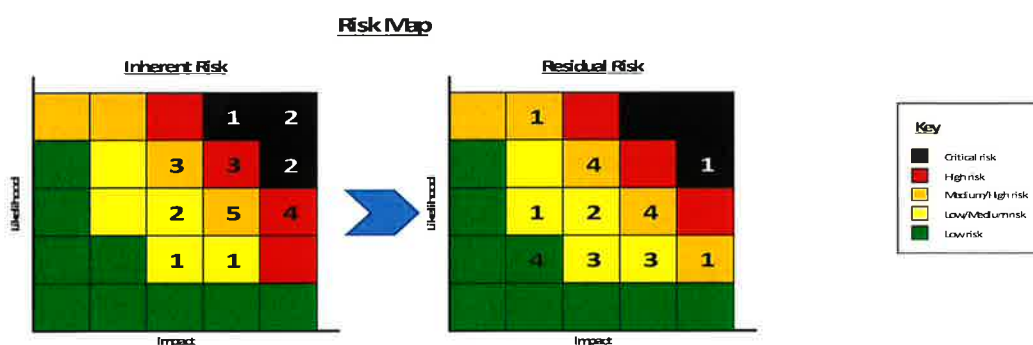 Risk Map
Inherent Risk
Residual Risk
1 2
3 3 2
2 5 4
1 1
Likelihood
Impact
1
4 1
1 2 4
4 3 3 1
Likelihood
Impact
Key
Critical risk
High risk
Medium/High risk
Low/Medium risk
Low risk